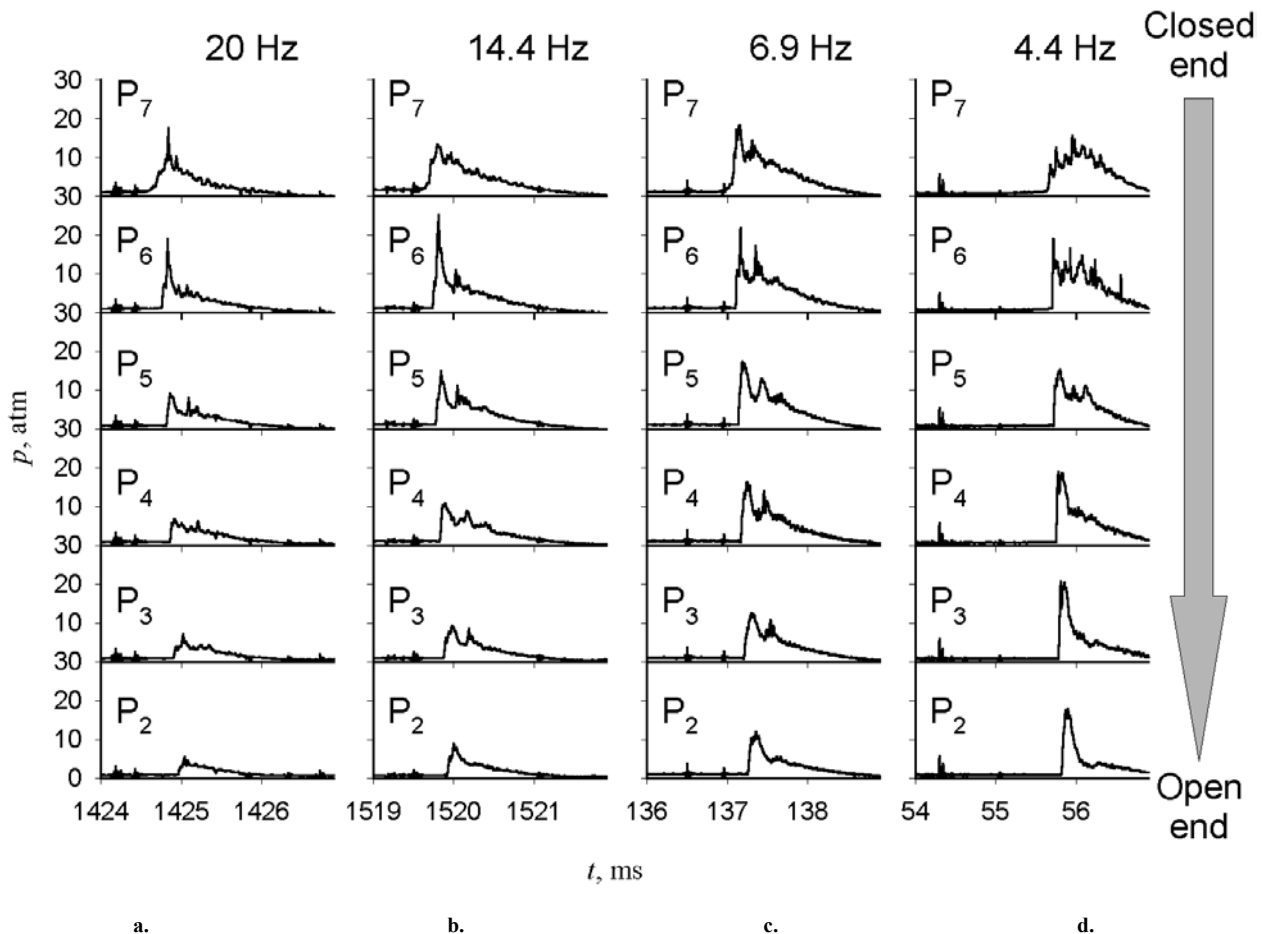 20 Hz 14.4 Hz 6.9 Hz 4.4 Hz Closed
end
30 P7 P7 P7 P7
20
10
30 P6 P6 P6 P6
20
10
30 P5 P5 P5 P5
20
10
30 P4 P4 P4 P4
20
10
30 P3 P3 P3 P3
20
10
30 P2 P2 P2 P2
20
10
0
p, atm
1424 1425 1426 1519 1520 1521 136 137 138 54 55 56
Open
end
t, ms
a. b. c. d.